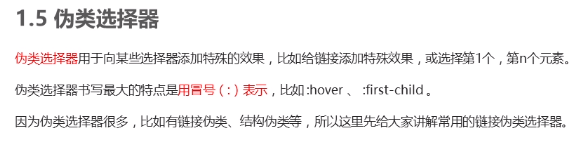 1.5 伪类选择器
伪类选择器用于向某些选择器添加特殊的效果，比如给链接添加特殊效果，或选择第1个，第n个元素。
伪类选择器书写最大的特点是用冒号（:）表示，比如 :hover 、 :first-child 。
因为伪类选择器很多，比如有链接伪类、结构伪类等，所以这里先给大家讲解常用的链接伪类选择器。